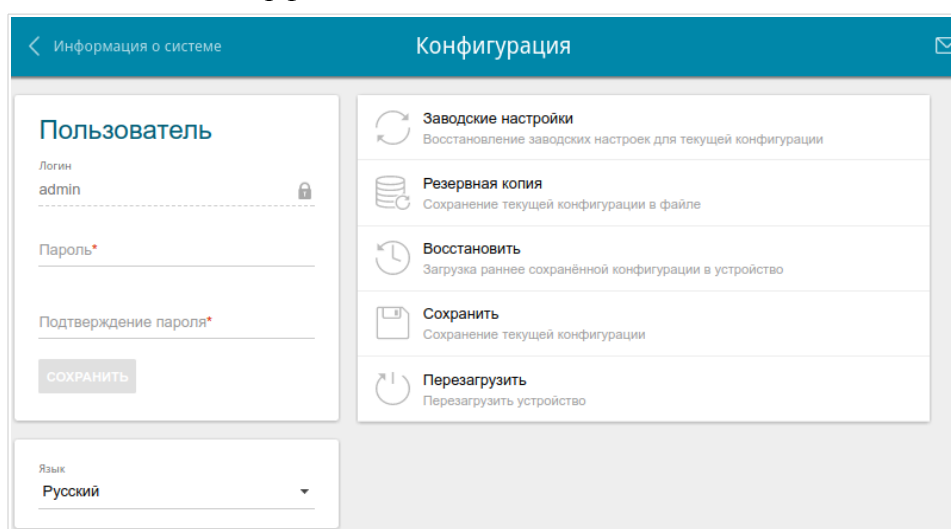 Информация о системе
Конфигурация
Пользователь
Логин
admin
Пароль*
Подтверждение пароля*
СОХРАНИТЬ
Язык
Русский
Заводские настройки
Восстановление заводских настроек для текущей конфигурации
Резервная копия
Сохранение текущей конфигурации в файле
Восстановить
Загрузка раннее сохранённой конфигурации в устройство
Сохранить
Сохранение текущей конфигурации
Перезагрузить
Перезагрузить устройство